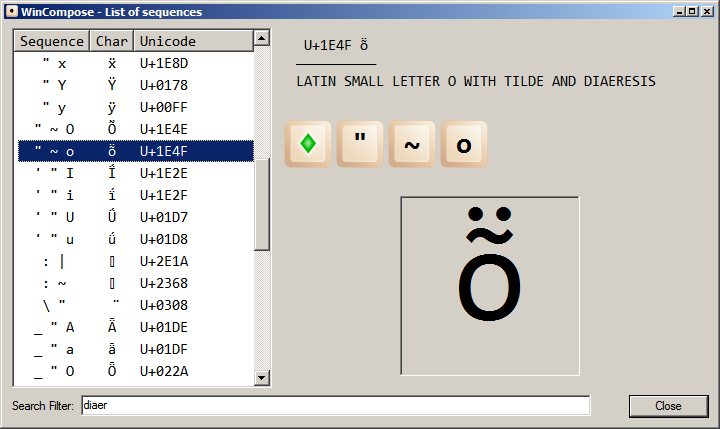 WinCompose - List of sequences
Sequence Char Unicode
" x ẍ U+1E8D
" Y Ÿ U+0178
" y ÿ U+00FF
" ~ O Ṏ U+1E4E
" ~ o ṏ U+1E4F
' " I Ḯ U+1E2E
' " i ḯ U+1E2F
' " U Ǘ U+01D7
' " u ǘ U+01D8
: | ▯ U+2E1A
: ~ ▯ U+2368
\ " ̈ U+0308
_ " A Ǟ U+01DE
_ " a ǟ U+01DF
_ " O Ȫ U+022A
U+1E4F ṏ
LATIN SMALL LETTER O WITH TILDE AND DIAERESIS
" ~ o
ṏ
Search Filter: diaer
Close